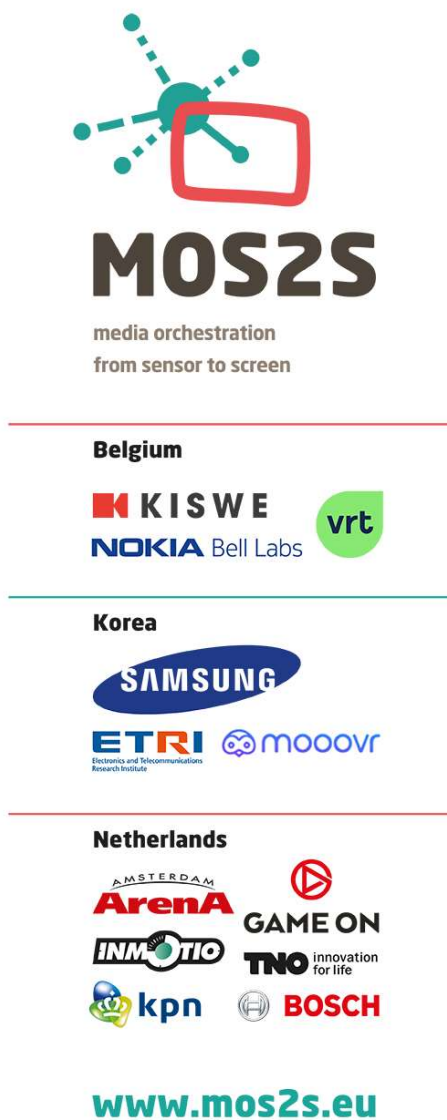 MOS2S
media orchestration
from sensor to screen
Belgium
KISWE
NOKIA Bell Labs
vrt
Korea
SAMSUNG
ETRI
Electronics and Telecommunications
Research Institute
mooovr
Netherlands
AMSTERDAM
ArenA
GAME ON
INMOTIO
TNO innovation
for life
kpn
BOSCH
www.mos2s.eu